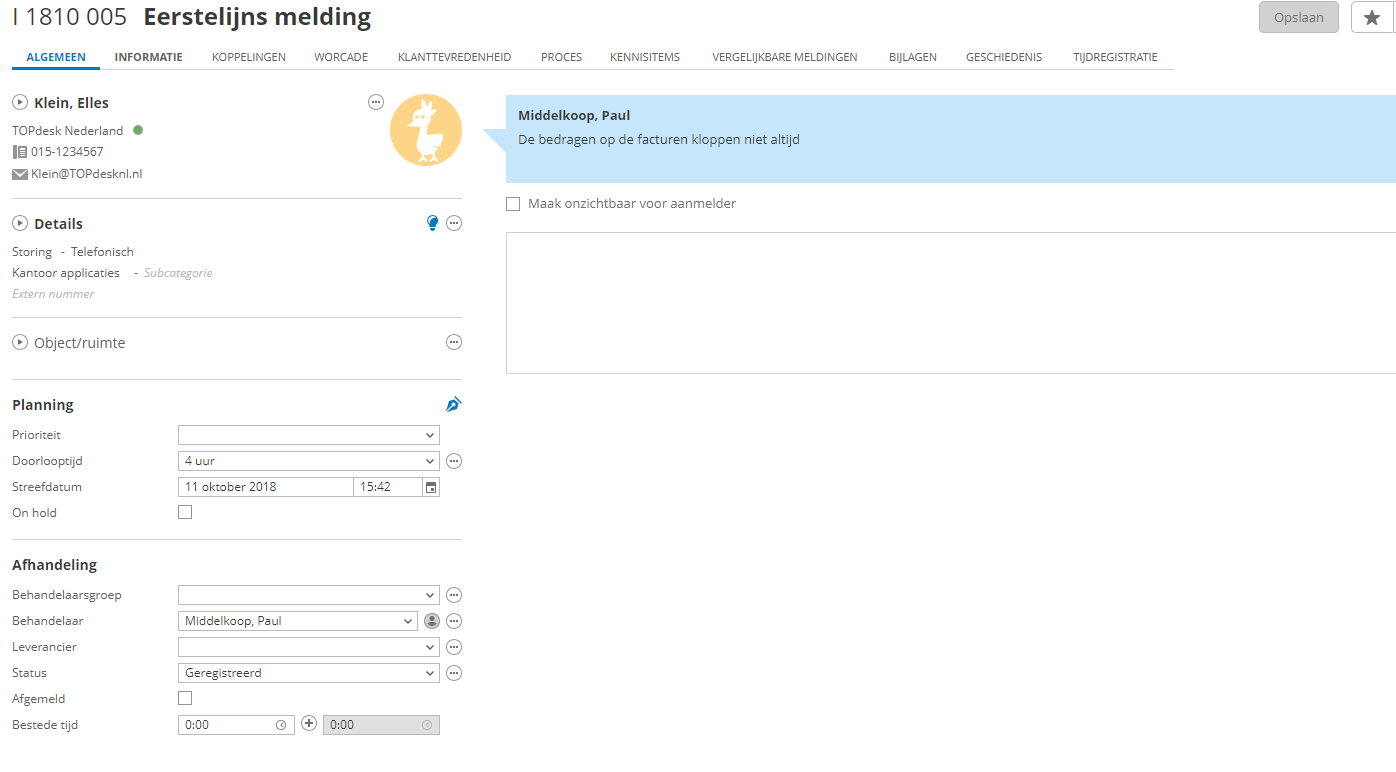 I 1810 005 Eerstelijns melding
Opslaan
ALGEMEEN INFORMATIE KOPPELINGEN WORCADE KLANTTEVREDENHEID PROCES KENNISITEMS VERGELIJKBARE MELDINGEN BIJLAGEN GESCHIEDENIS TIJDREGISTRATIE
Klein, Elles
TOPdesk Nederland
015-1234567
Klein@TOPdesknl.nl
Details
Storing - Telefonisch
Kantoor applicaties - Subcategorie
Extern nummer
Object/ruimte
Planning
Prioriteit
Doorlooptijd 4 uur
Streefdatum 11 oktober 2018 15:42
On hold
Afhandeling
Behandelaarsgroep
Behandelaar Middelkoop, Paul
Leverancier
Status Geregistreerd
Afgemeld
Bestede tijd 0:00 0:00
Middelkoop, Paul
De bedragen op de facturen kloppen niet altijd
Maak onzichtbaar voor aanmelder